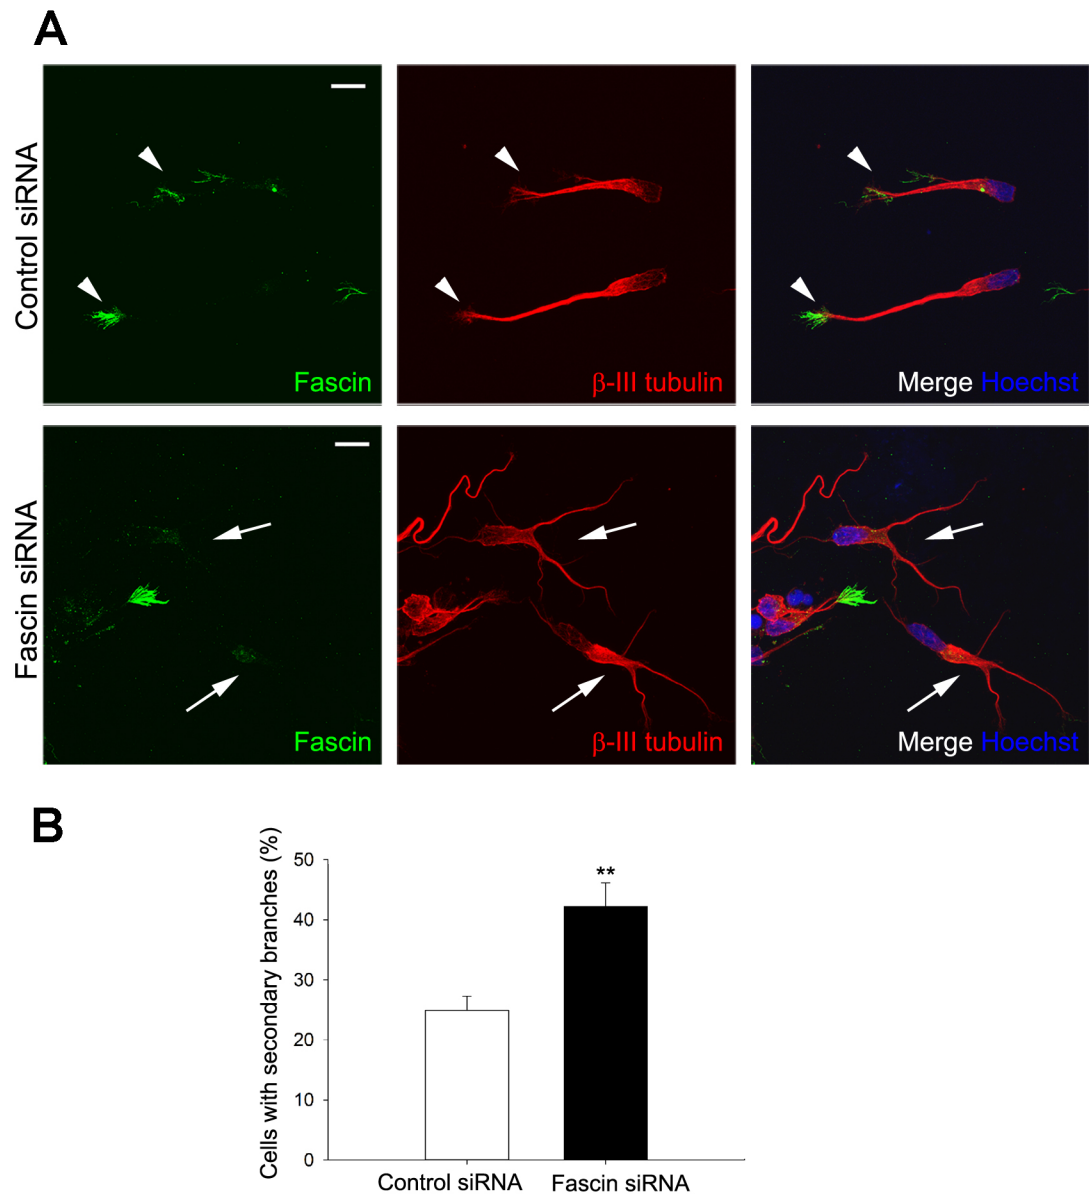 A
Control siRNA
Fascin
β-III tubulin
Merge Hoechst
Fascin siRNA
Fascin
β-III tubulin
Merge Hoechst
B
Cells with secondary branches (%)
50
40
30
20
10
0
**
Control siRNA
Fascin siRNA